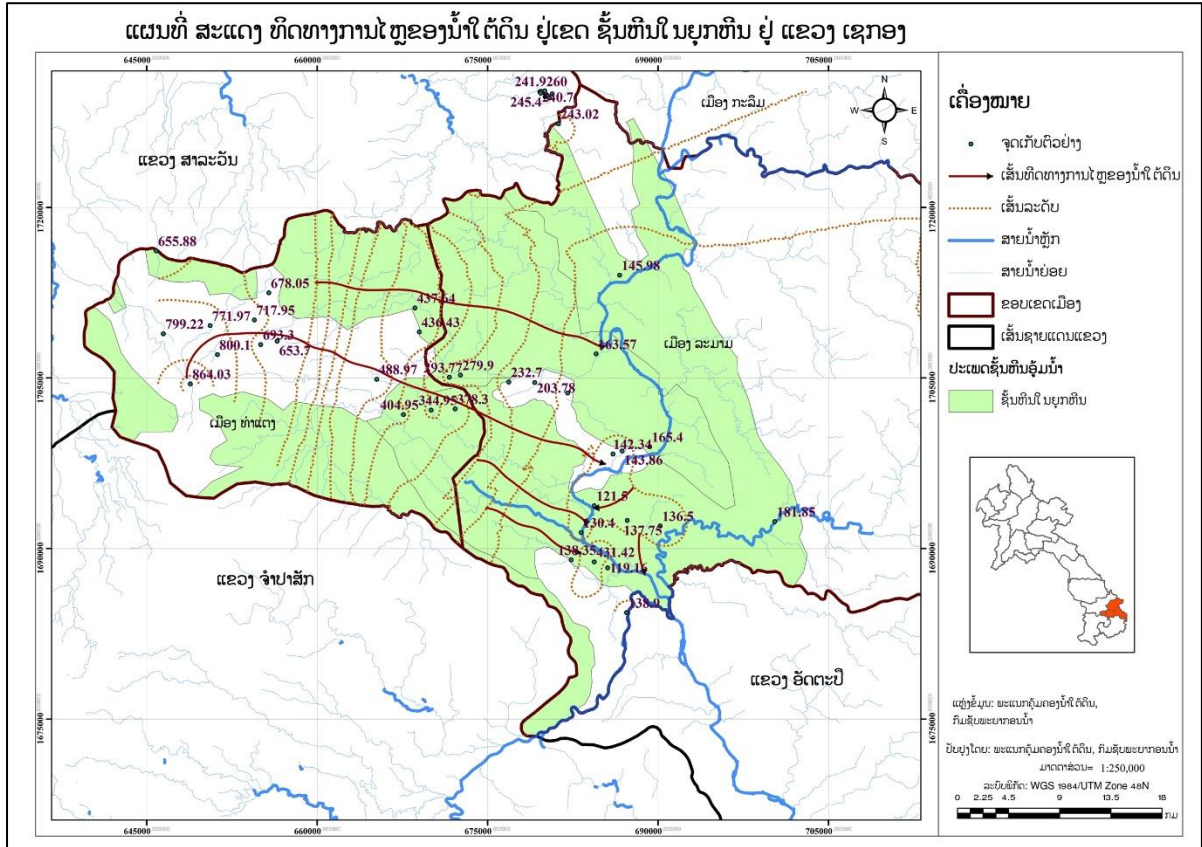 ແຜນທີ່ ສະແດງ ທິດທາງການໄຫຼຂອງນ້ຳໃຕ້ດິນ ຢູ່ເຂດ ຊັ້ນຫີນໃນຍຸກຫີນ ຢູ່ ແຂວງ ເຊກອງ
645000 660000 675000 690000 705000
241.9 260
245.4 240.7
243.02
ເມືອງ ກະລຶມ
N
W E
S
ແຂວງ ສາລະວັນ
1720000 1720000
655.88
145.98
678.05
437.64
771.97 717.95
799.22
436.43
693.3
800.1 653.7
163.57
ເມືອງ ລະມາມ
864.03
488.97 293.77 279.9
232.7
203.78
1705000 1705000
404.95 344.95 378.3
ເມືອງ ທ່າແຕງ
165.4
142.34
143.86
121.5
130.4
137.75 136.5
181.85
138.35 431.42
119.16
1690000 1690000
138.9
ແຂວງ ຈຳປາສັກ
ແຂວງ ອັດຕະປື
1675000 1675000
645000 660000 675000 690000 705000
ເຄື່ອງໝາຍ
ຈຸດເກັບຕົວຢ່າງ
ເສັ້ນທິດທາງການໄຫຼຂອງນ້ຳໃຕ້ດິນ
ເສັ້ນລະດັບ
ສາຍນ້ຳຫຼັກ
ສາຍນ້ຳຍ່ອຍ
ຂອບເຂດເມືອງ
ເສັ້ນຊາຍແດນແຂວງ
ປະເພດຊັ້ນຫີນອຸ້ມນ້ຳ
ຊັ້ນຫີນໃນຍຸກຫີນ
ແຫຼ່ງຂໍ້ມູນ: ພະແນກຄຸ້ມຄອງນ້ຳໃຕ້ດິນ,
ກົມຊັບພະຍາກອນນ້ຳ
ປັບປຸງໂດຍ: ພະແນກຄຸ້ມຄອງນ້ຳໃຕ້ດິນ, ກົມຊັບພະຍາກອນນ້ຳ
ມາດຕາສ່ວນ= 1:250,000
ລະບົບພິກັດ: WGS 1984/UTM Zone 48N
0 2.25 4.5 9 13.5 18
ກມ